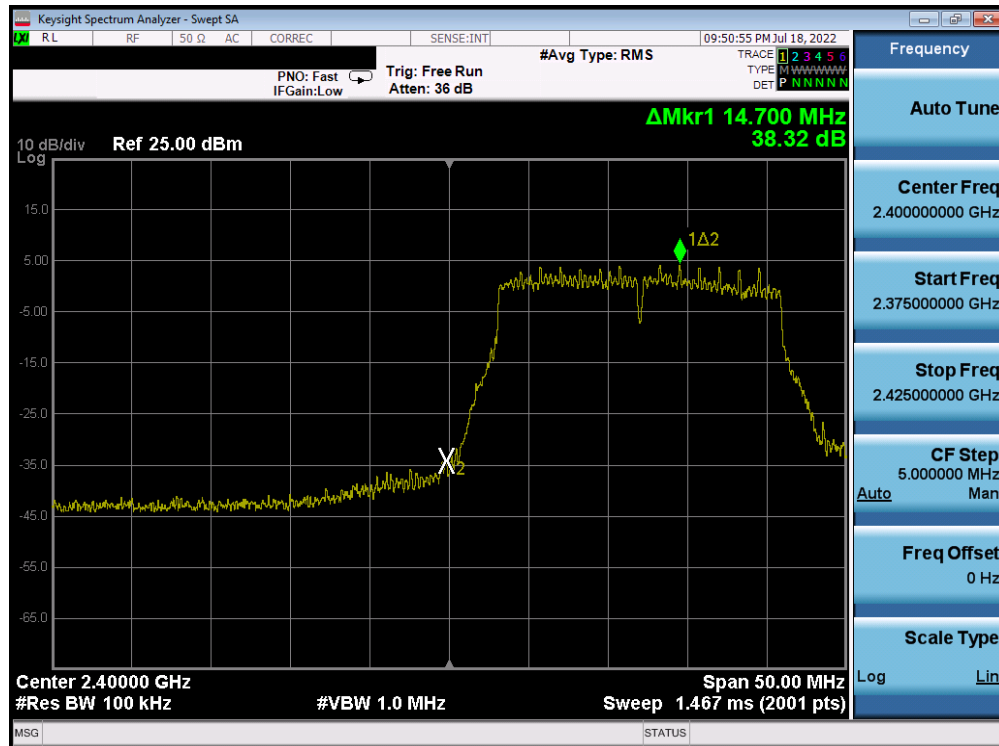 Keysight Spectrum Analyzer - Swept SA
LXI RL RF 50 Ω AC CORREC SENSE:INT 09:50:55 PM Jul 18, 2022
#Avg Type: RMS
TRACE 1 2 3 4 5 6
PNO: Fast Trig: Free Run
TYPE M W W W W W
IFGain:Low Atten: 36 dB
DET P N N N N N
ΔMkr1 14.700 MHz
38.32 dB
10 dB/div Ref 25.00 dBm
Log
15.0
5.00
-5.00
-15.0
-25.0
-35.0
-45.0
-55.0
-65.0
1Δ2
X2
Center 2.40000 GHz Span 50.00 MHz
#Res BW 100 kHz #VBW 1.0 MHz Sweep 1.467 ms (2001 pts)
MSG STATUS
Frequency
Auto Tune
Center Freq
2.400000000 GHz
Start Freq
2.375000000 GHz
Stop Freq
2.425000000 GHz
CF Step
5.000000 MHz
Auto Man
Freq Offset
0 Hz
Scale Type
Log Lin